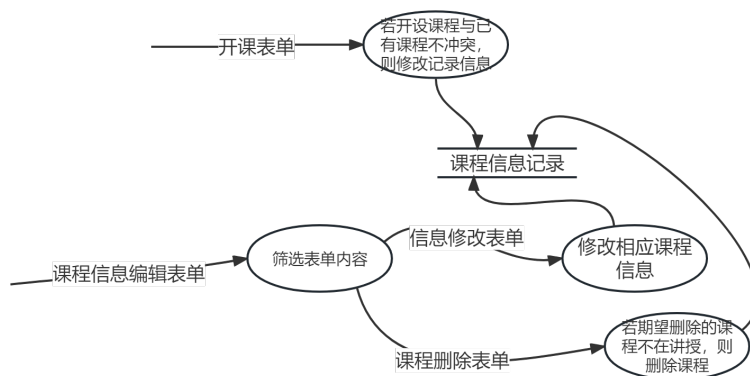 开课表单
若开设课程与已
有课程不冲突，
则修改记录信息
课程信息记录
课程信息编辑表单
筛选表单内容
信息修改表单
修改相应课程
信息
课程删除表单
若期望删除的课
程不在讲授，则
删除课程